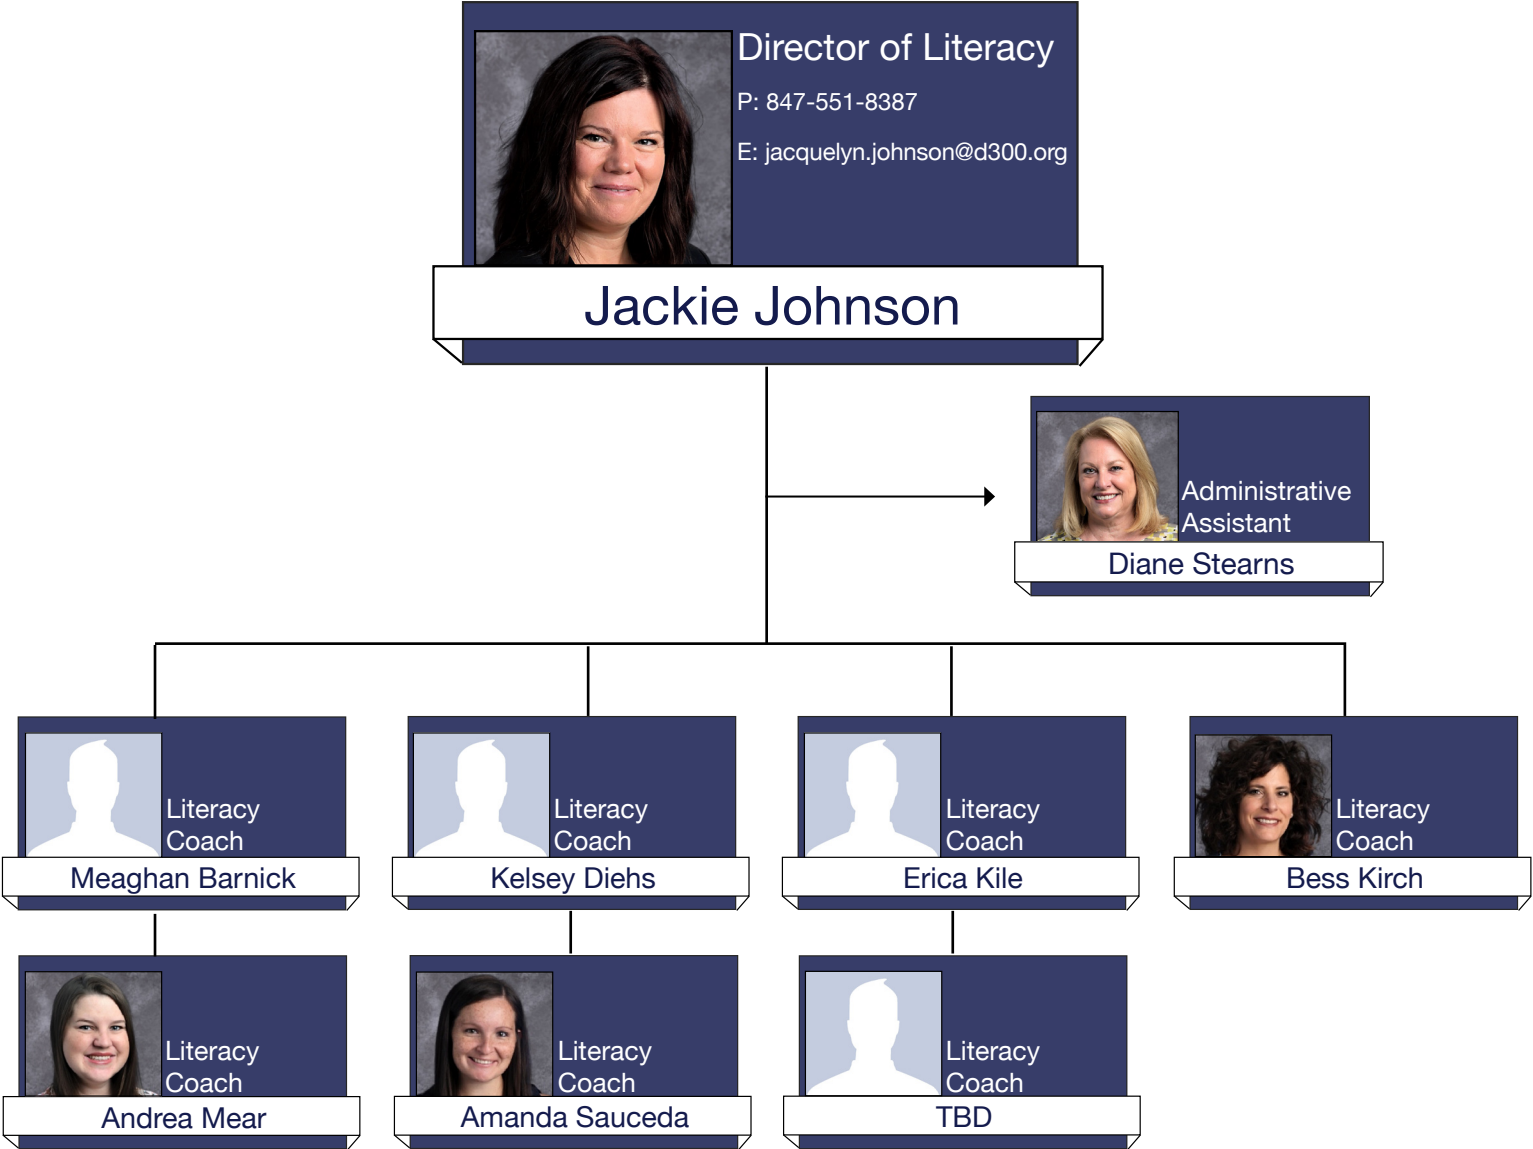 Director of Literacy
P: 847-551-8387
E: jacquelyn.johnson@d300.org
Jackie Johnson
Administrative
Assistant
Diane Stearns
Literacy
Coach
Meaghan Barnick
Literacy
Coach
Kelsey Diehs
Literacy
Coach
Erica Kile
Literacy
Coach
Bess Kirch
Literacy
Coach
Andrea Mear
Literacy
Coach
Amanda Sauceda
Literacy
Coach
TBD